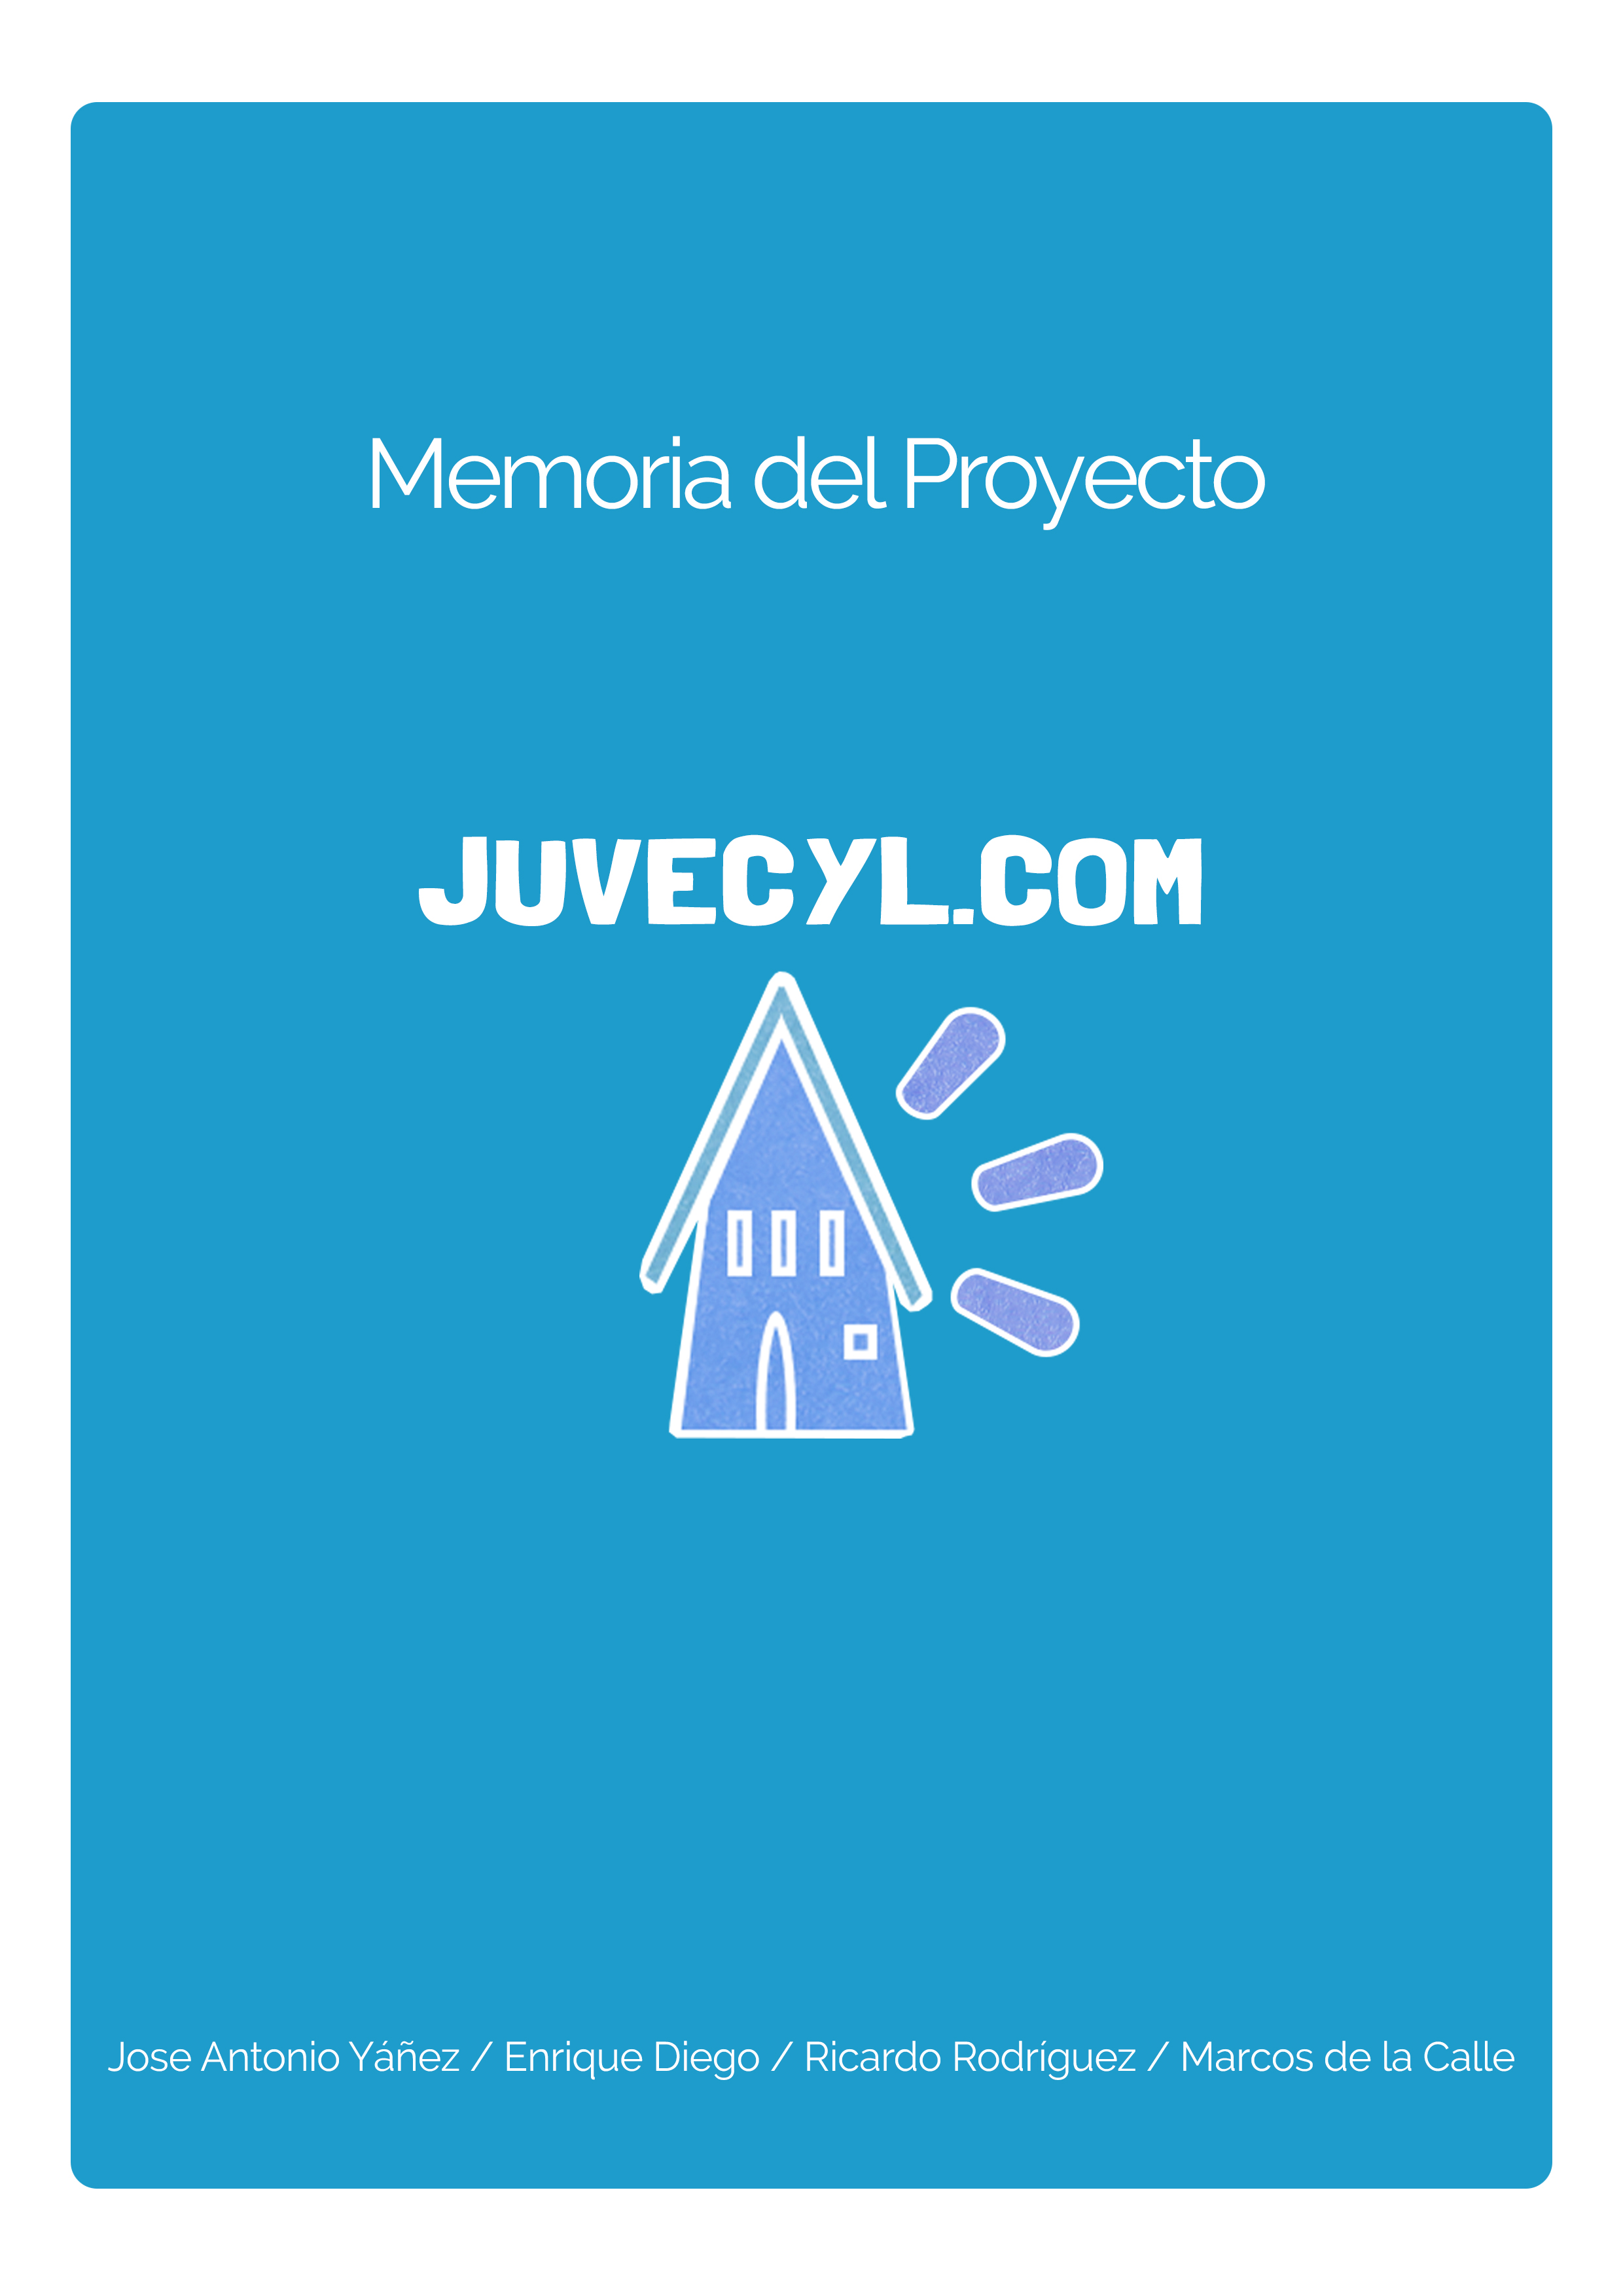 Memoria del Proyecto
JUVECYL.COM
Jose Antonio Yáñez / Enrique Diego / Ricardo Rodríguez / Marcos de la Calle